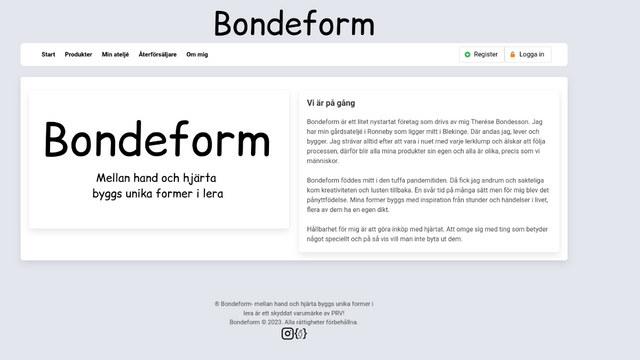 Bondeform
Start Produkter Min ateljé Återförsäljare Om mig Register Logga in
Bondeform
Mellan hand och hjärta
byggs unika former i lera
Vi är på gång
Bondeform är ett litet nystartat företag som drivs av mig Therése Bondesson. Jag
har min gårdsateljé i Ronneby som ligger mitt i Blekinge. Där andas jag, lever och
bygger. Jag strävar alltid efter att vara i nuet med varje lerklump och älskar att följa
processen, därför blir alla mina produkter sin egen och alla är olika, precis som vi
människor.
Bondeform föddes mitt i den tuffa pandemitiden. Då fick jag andrum och sakteliga
kom kreativiteten och lusten tillbaka. En svår tid på många sätt men för mig blev det
pånyttfödelse. Mina former byggs med inspiration från stunder och händelser i livet,
flera av dem ha en egen dikt.
Hållbarhet för mig är att göra inköp med hjärtat. Att omge sig med ting som betyder
något speciellt och på så vis vill man inte byta ut dem.
® Bondeform- mellan hand och hjärta byggs unika former i
lera är ett skyddat varumärke av PRV!
Bondeform © 2023. Alla rättigheter förbehållna.